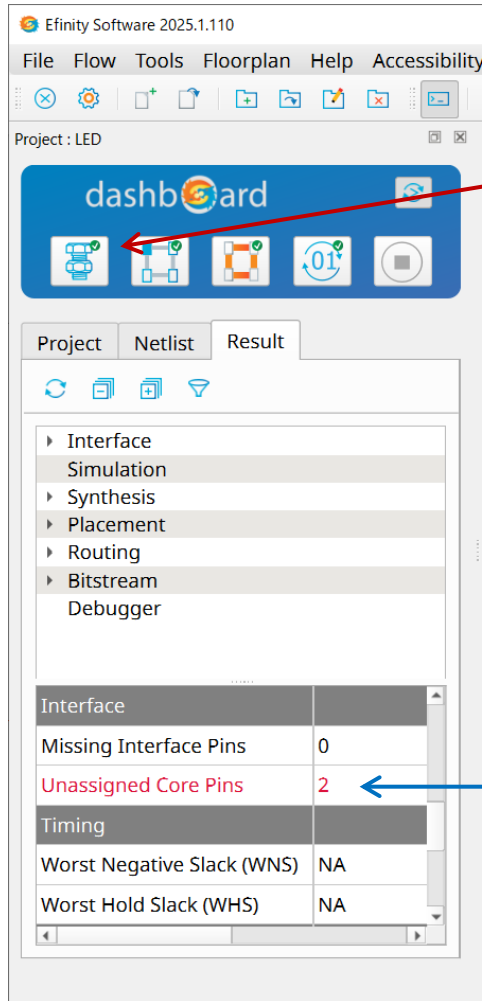 Efinity Software 2025.1.110
File Flow Tools Floorplan Help Accessibility
Project : LED
dashboard
01
Project Netlist Result
Interface
Simulation
Synthesis
Placement
Routing
Bitstream
Debugger
Interface
Missing Interface Pins 0
Unassigned Core Pins 2
Timing
Worst Negative Slack (WNS) NA
Worst Hold Slack (WHS) NA